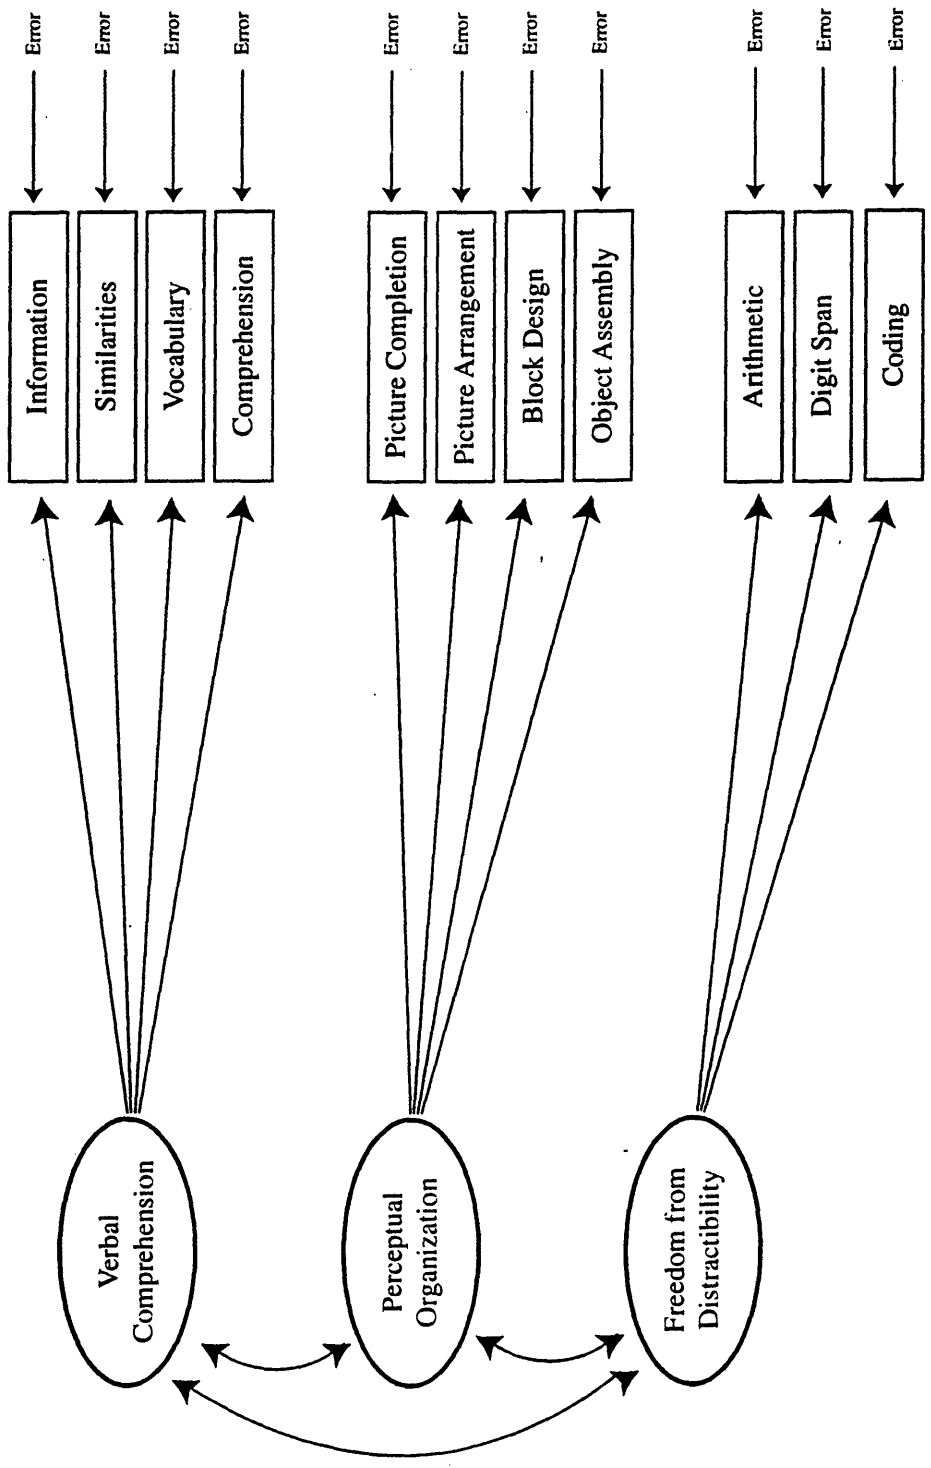 Verbal
Comprehension
Perceptual
Organization
Freedom from
Distractibility
Information
Similarities
Vocabulary
Comprehension
Picture Completion
Picture Arrangement
Block Design
Object Assembly
Arithmetic
Digit Span
Coding
Error
Error
Error
Error
Error
Error
Error
Error
Error
Error
Error